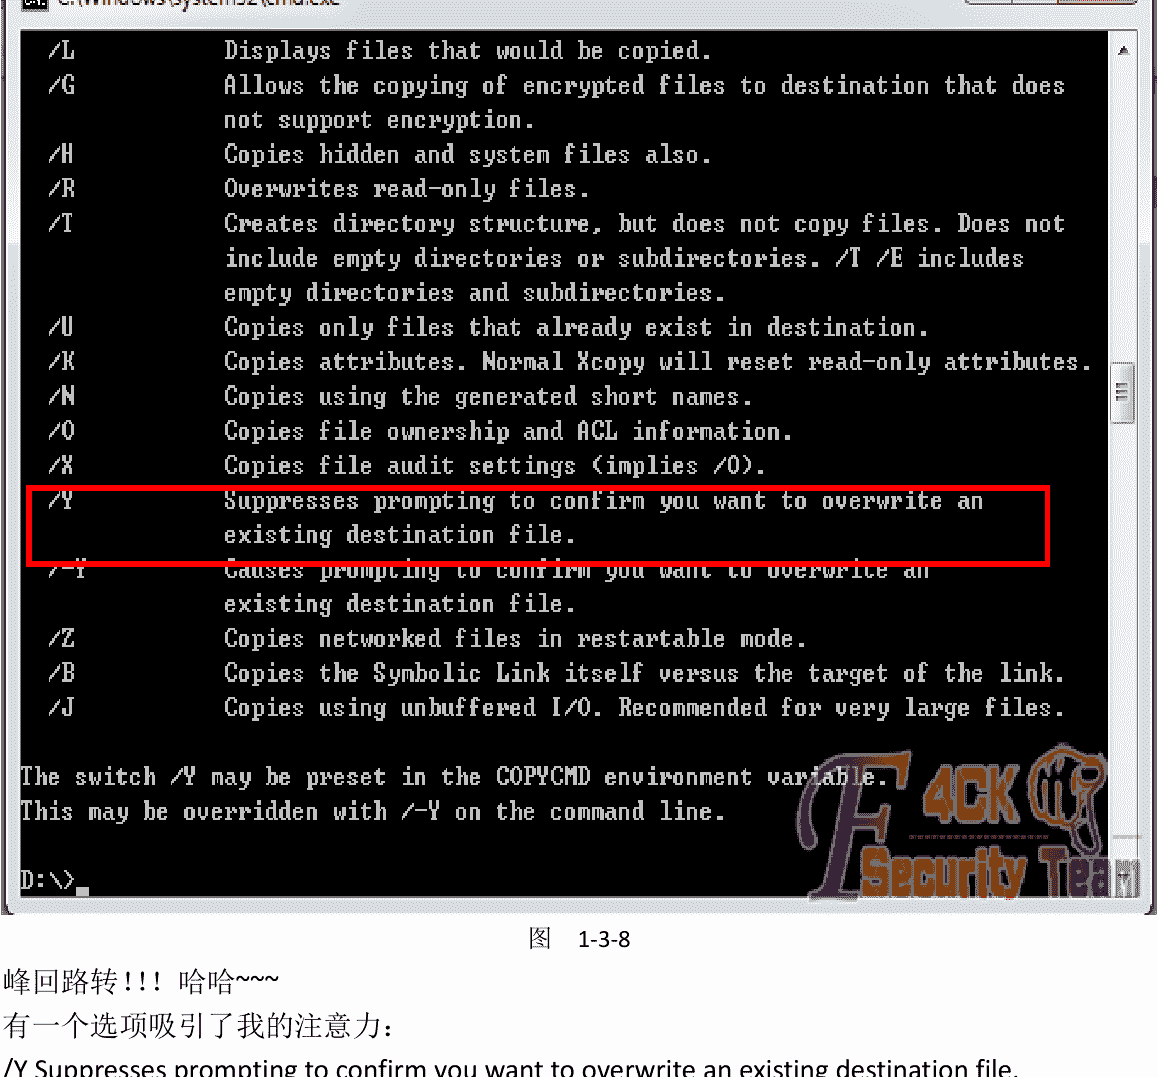 C:\Windows\system32\cmd.exe
/L Displays files that would be copied.
/G Allows the copying of encrypted files to destination that does
not support encryption.
/H Copies hidden and system files also.
/R Overwrites read-only files.
/T Creates directory structure, but does not copy files. Does not
include empty directories or subdirectories. /T /E includes
empty directories and subdirectories.
/U Copies only files that already exist in destination.
/K Copies attributes. Normal Xcopy will reset read-only attributes.
/N Copies using the generated short names.
/O Copies file ownership and ACL information.
/X Copies file audit settings (implies /O).
/Y Suppresses prompting to confirm you want to overwrite an
existing destination file.
/-Y Causes prompting to confirm you want to overwrite an
existing destination file.
/Z Copies networked files in restartable mode.
/B Copies the Symbolic Link itself versus the target of the link.
/J Copies using unbuffered I/O. Recommended for very large files.
The switch /Y may be preset in the COPYCMD environment variable.
This may be overridden with /-Y on the command line.
D:\>_
F4CK
Security Team
图 1-3-8
峰回路转!!! 哈哈~~~
有一个选项吸引了我的注意力:
/Y Suppresses prompting to confirm you want to overwrite an existing destination file.